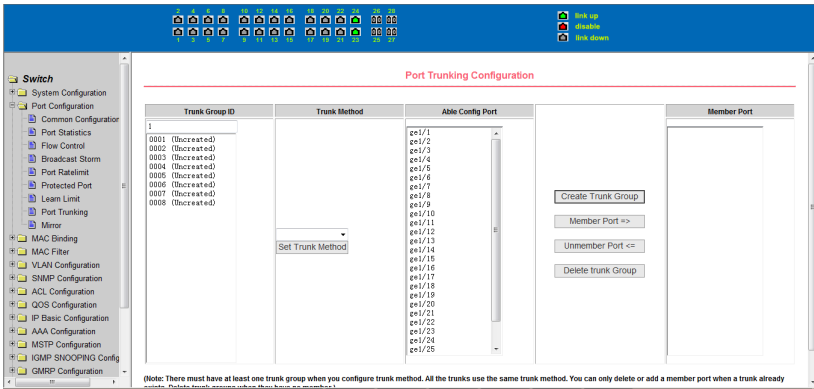 2 4 6 8 10 12 14 16 18 20 22 24 26 28
1 3 5 7 9 11 13 15 17 19 21 23 25 27
link up
disable
link down
Switch
System Configuration
Port Configuration
Common Configuration
Port Statistics
Flow Control
Broadcast Storm
Port Ratelimit
Protected Port
Learn Limit
Port Trunking
Mirror
MAC Binding
MAC Filter
VLAN Configuration
SNMP Configuration
ACL Configuration
QOS Configuration
IP Basic Configuration
AAA Configuration
MSTP Configuration
IGMP SNOOPING Config
GMRP Configuration
Port Trunking Configuration
Trunk Group ID
1
0001 (Uncreated)
0002 (Uncreated)
0003 (Uncreated)
0004 (Uncreated)
0005 (Uncreated)
0006 (Uncreated)
0007 (Uncreated)
0008 (Uncreated)
Trunk Method
Set Trunk Method
Able Config Port
ge1/1
ge1/2
ge1/3
ge1/4
ge1/5
ge1/6
ge1/7
ge1/8
ge1/9
ge1/10
ge1/11
ge1/12
ge1/13
ge1/14
ge1/15
ge1/16
ge1/17
ge1/18
ge1/19
ge1/20
ge1/21
ge1/22
ge1/23
ge1/24
ge1/25
Create Trunk Group
Member Port =>
Unmember Port <=
Delete trunk Group
Member Port
(Note: There must have at least one trunk group when you configure trunk method. All the trunks use the same trunk method. You can only delete or add a member port when a trunk already
exists. Delete trunk groups when they have no member.)